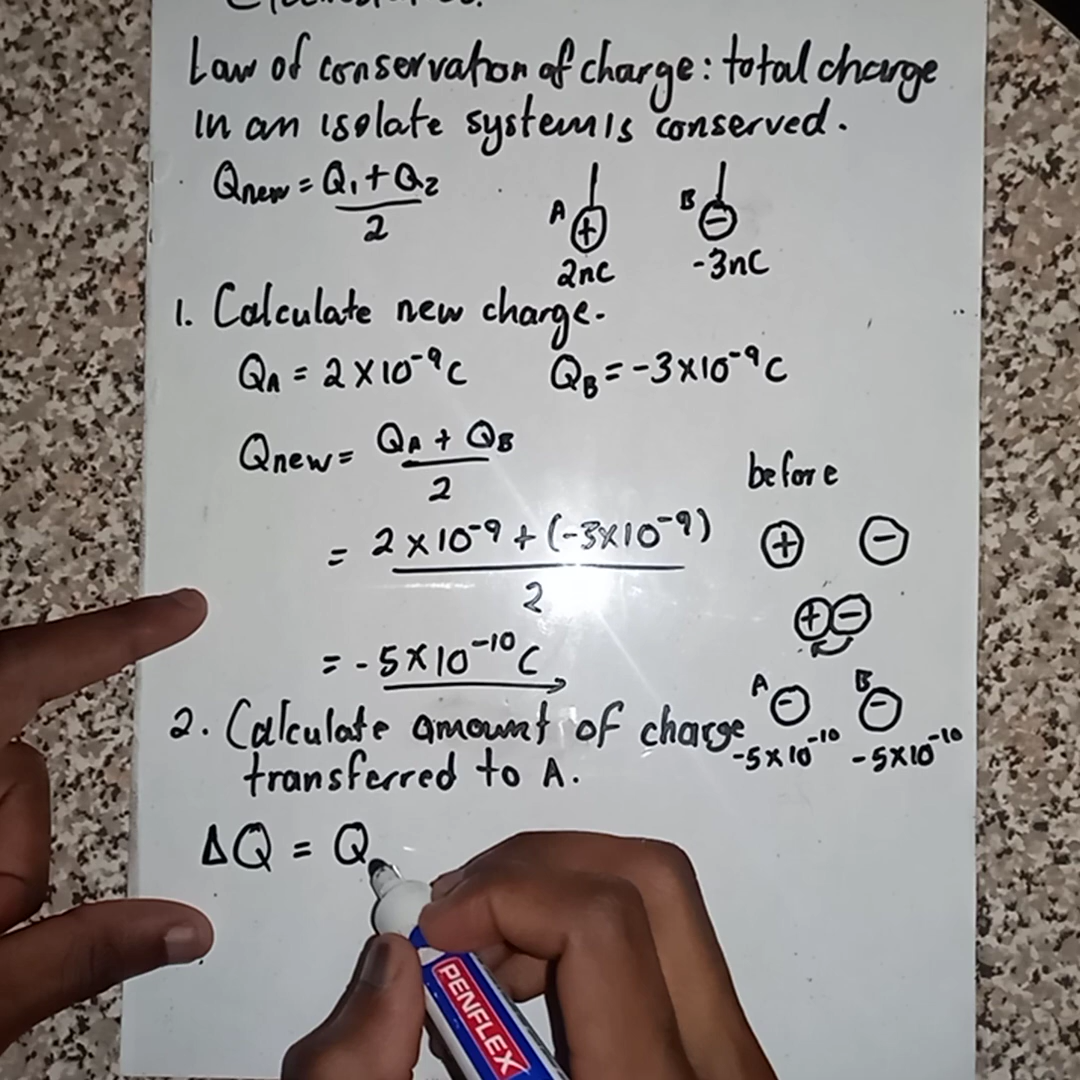 Law of conservation of charge: total charge
in an isolate system is conserved.
Qnew = Q₁ + Q₂
2
A
+
2nC
B
-
-3nC
1. Calculate new charge.
QA = 2 X 10⁻⁹ C
QB = -3 X 10⁻⁹ C
Qnew = QA + QB
2
= 2 X 10⁻⁹ + (-3X10⁻⁹)
2
= -5X10⁻¹⁰ C
before
+ -
+ -
A B
- -
-5X10⁻¹⁰ -5X10⁻¹⁰
2. Calculate amount of charge
transferred to A.
ΔQ = Q
PENFLEX